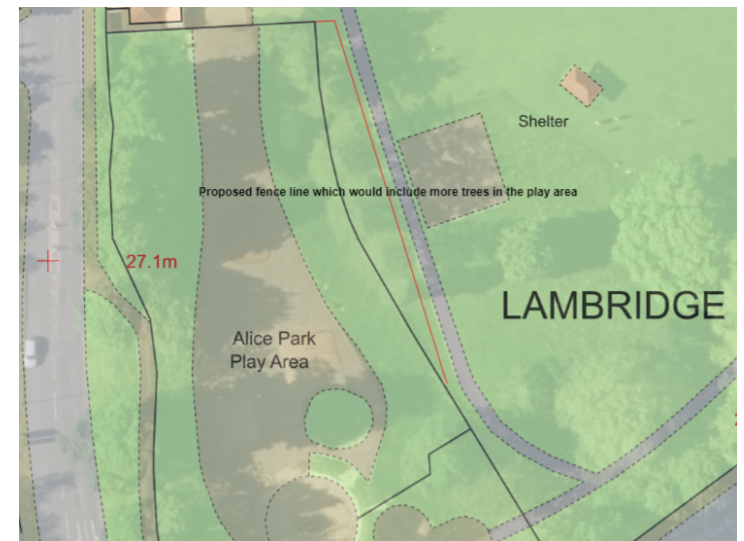 Shelter
Proposed fence line which would include more trees in the play area
27.1m
LAMBRIDGE
Alice Park
Play Area